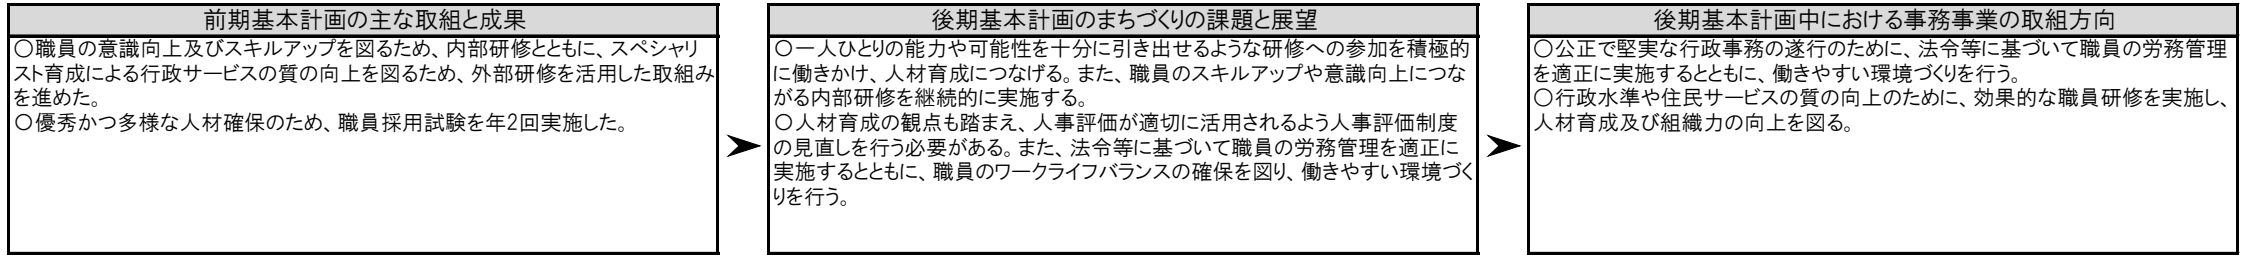 前期基本計画の主な取組と成果
〇職員の意識向上及びスキルアップを図るため、内部研修とともに、スペシャリ
スト育成による行政サービスの質の向上を図るため、外部研修を活用した取組み
を進めた。
〇優秀かつ多様な人材確保のため、職員採用試験を年2回実施した。
後期基本計画のまちづくりの課題と展望
〇一人ひとりの能力や可能性を十分に引き出せるような研修への参加を積極的
に働きかけ、人材育成につなげる。また、職員のスキルアップや意識向上につな
がる内部研修を継続的に実施する。
〇人材育成の観点も踏まえ、人事評価が適切に活用されるよう人事評価制度
の見直しを行う必要がある。また、法令等に基づいて職員の労務管理を適正に
実施するとともに、職員のワークライフバランスの確保を図り、働きやすい環境づく
りを行う。
後期基本計画中における事務事業の取組方向
〇公正で堅実な行政事務の遂行のために、法令等に基づいて職員の労務管理
を適正に実施するとともに、働きやすい環境づくりを行う。
〇行政水準や住民サービスの質の向上のために、効果的な職員研修を実施し、
人材育成及び組織力の向上を図る。